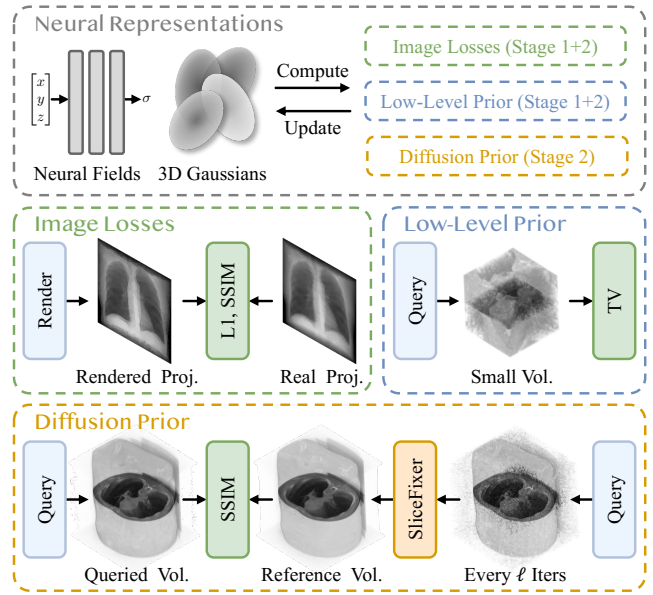 Neural Representations
x
y
z
σ
Neural Fields
3D Gaussians
Compute
Update
Image Losses (Stage 1+2)
Low-Level Prior (Stage 1+2)
Diffusion Prior (Stage 2)
Image Losses
Render
Rendered Proj.
L1, SSIM
Real Proj.
Low-Level Prior
Query
Small Vol.
TV
Diffusion Prior
Query
Queried Vol.
SSIM
Reference Vol.
SliceFixer
Every ℓ Iters
Query